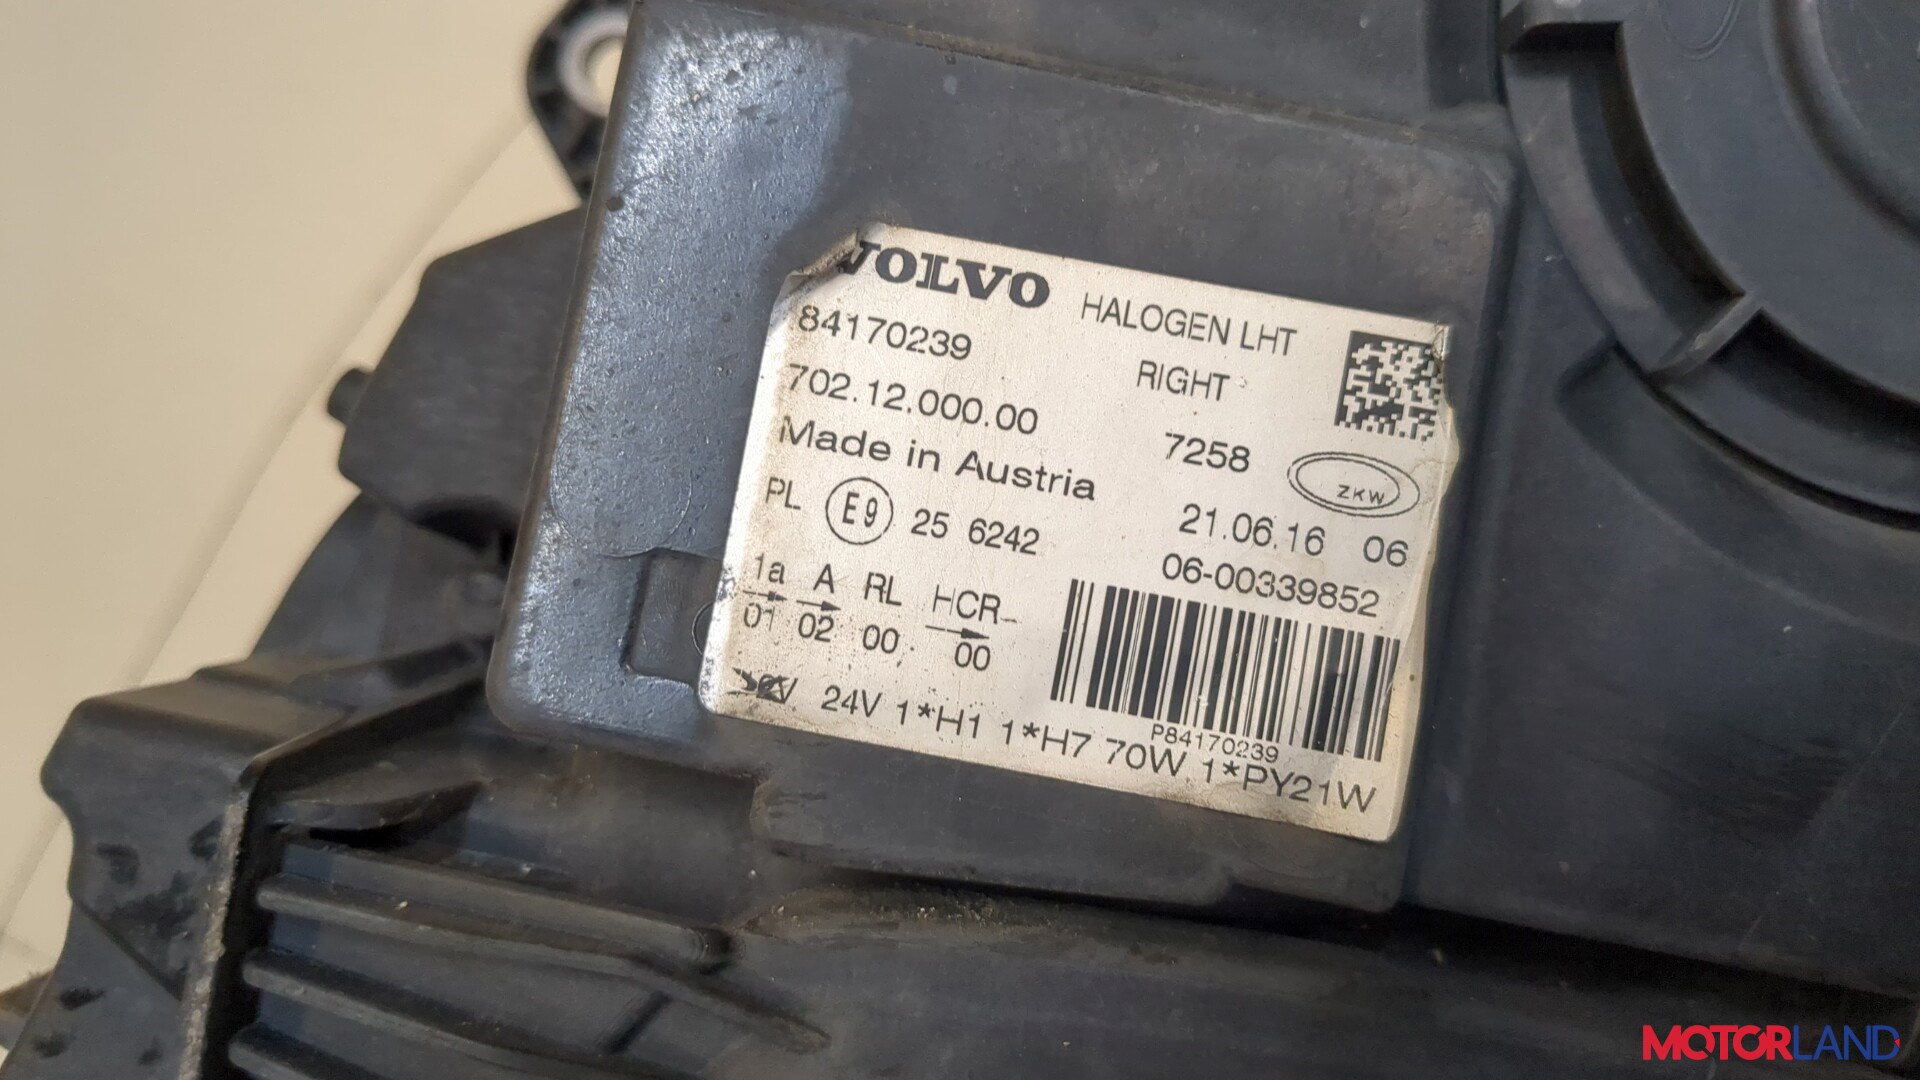 VOLVO HALOGEN LHT
84170239 RIGHT
702.12.000.00 7258
Made in Austria ZKW
PL E9 25 6242 21.06.16 06
06-00339852
1a A RL HCR
01 02 00 00
24V 1*H1 1*H7 70W 1*PY21W
P84170239
MOTORLAND